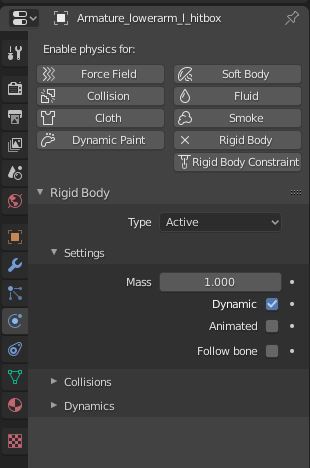 Armature_lowerarm_l_hitbox
Enable physics for:
Force Field
Soft Body
Collision
Fluid
Cloth
Smoke
Dynamic Paint
Rigid Body
Rigid Body Constraint
Rigid Body
Type Active
Settings
Mass 1.000
Dynamic
Animated
Follow bone
Collisions
Dynamics